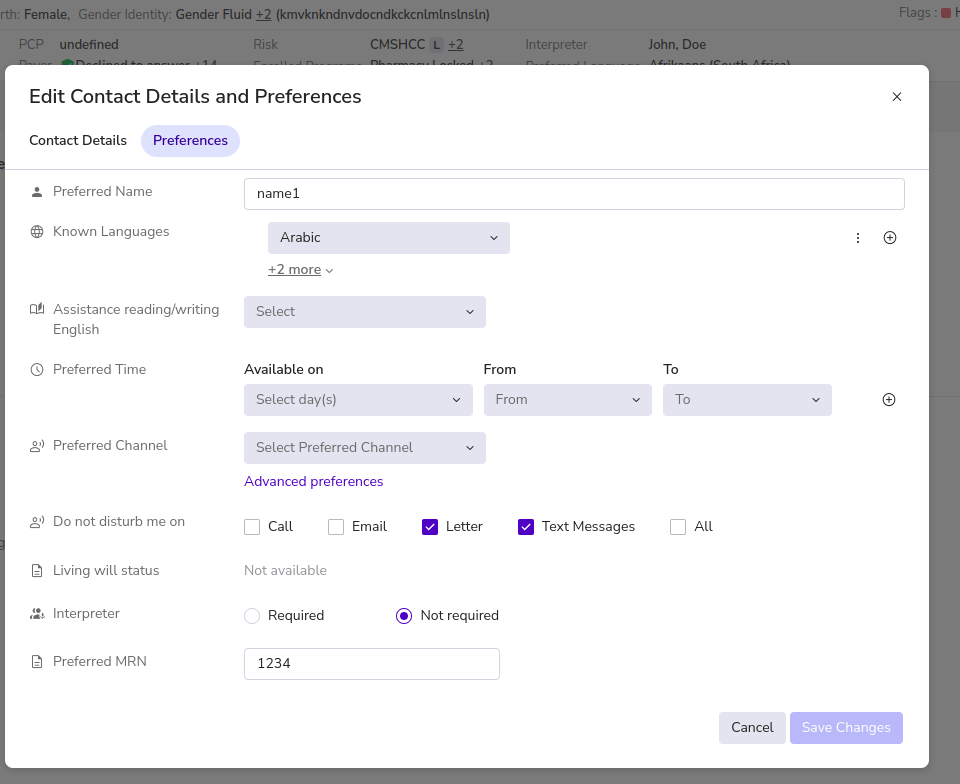 rth: Female, Gender Identity: Gender Fluid +2 (kmvknkndnvdocndkckcnlmlnslnsln)
Flags : H
PCP undefined Risk CMSHCC L +2 Interpreter John, Doe
Payer Declined to answer +14 Enrolled Programs Pharmacy Locked +2 Preferred Language Afrikaans (South Africa)
Edit Contact Details and Preferences
Contact Details Preferences
Preferred Name name1
Known Languages Arabic
+2 more
Assistance reading/writing English Select
Preferred Time Available on From To
Select day(s) From To
Preferred Channel Select Preferred Channel
Advanced preferences
Do not disturb me on Call Email Letter Text Messages All
Living will status Not available
Interpreter Required Not required
Preferred MRN 1234
Cancel Save Changes